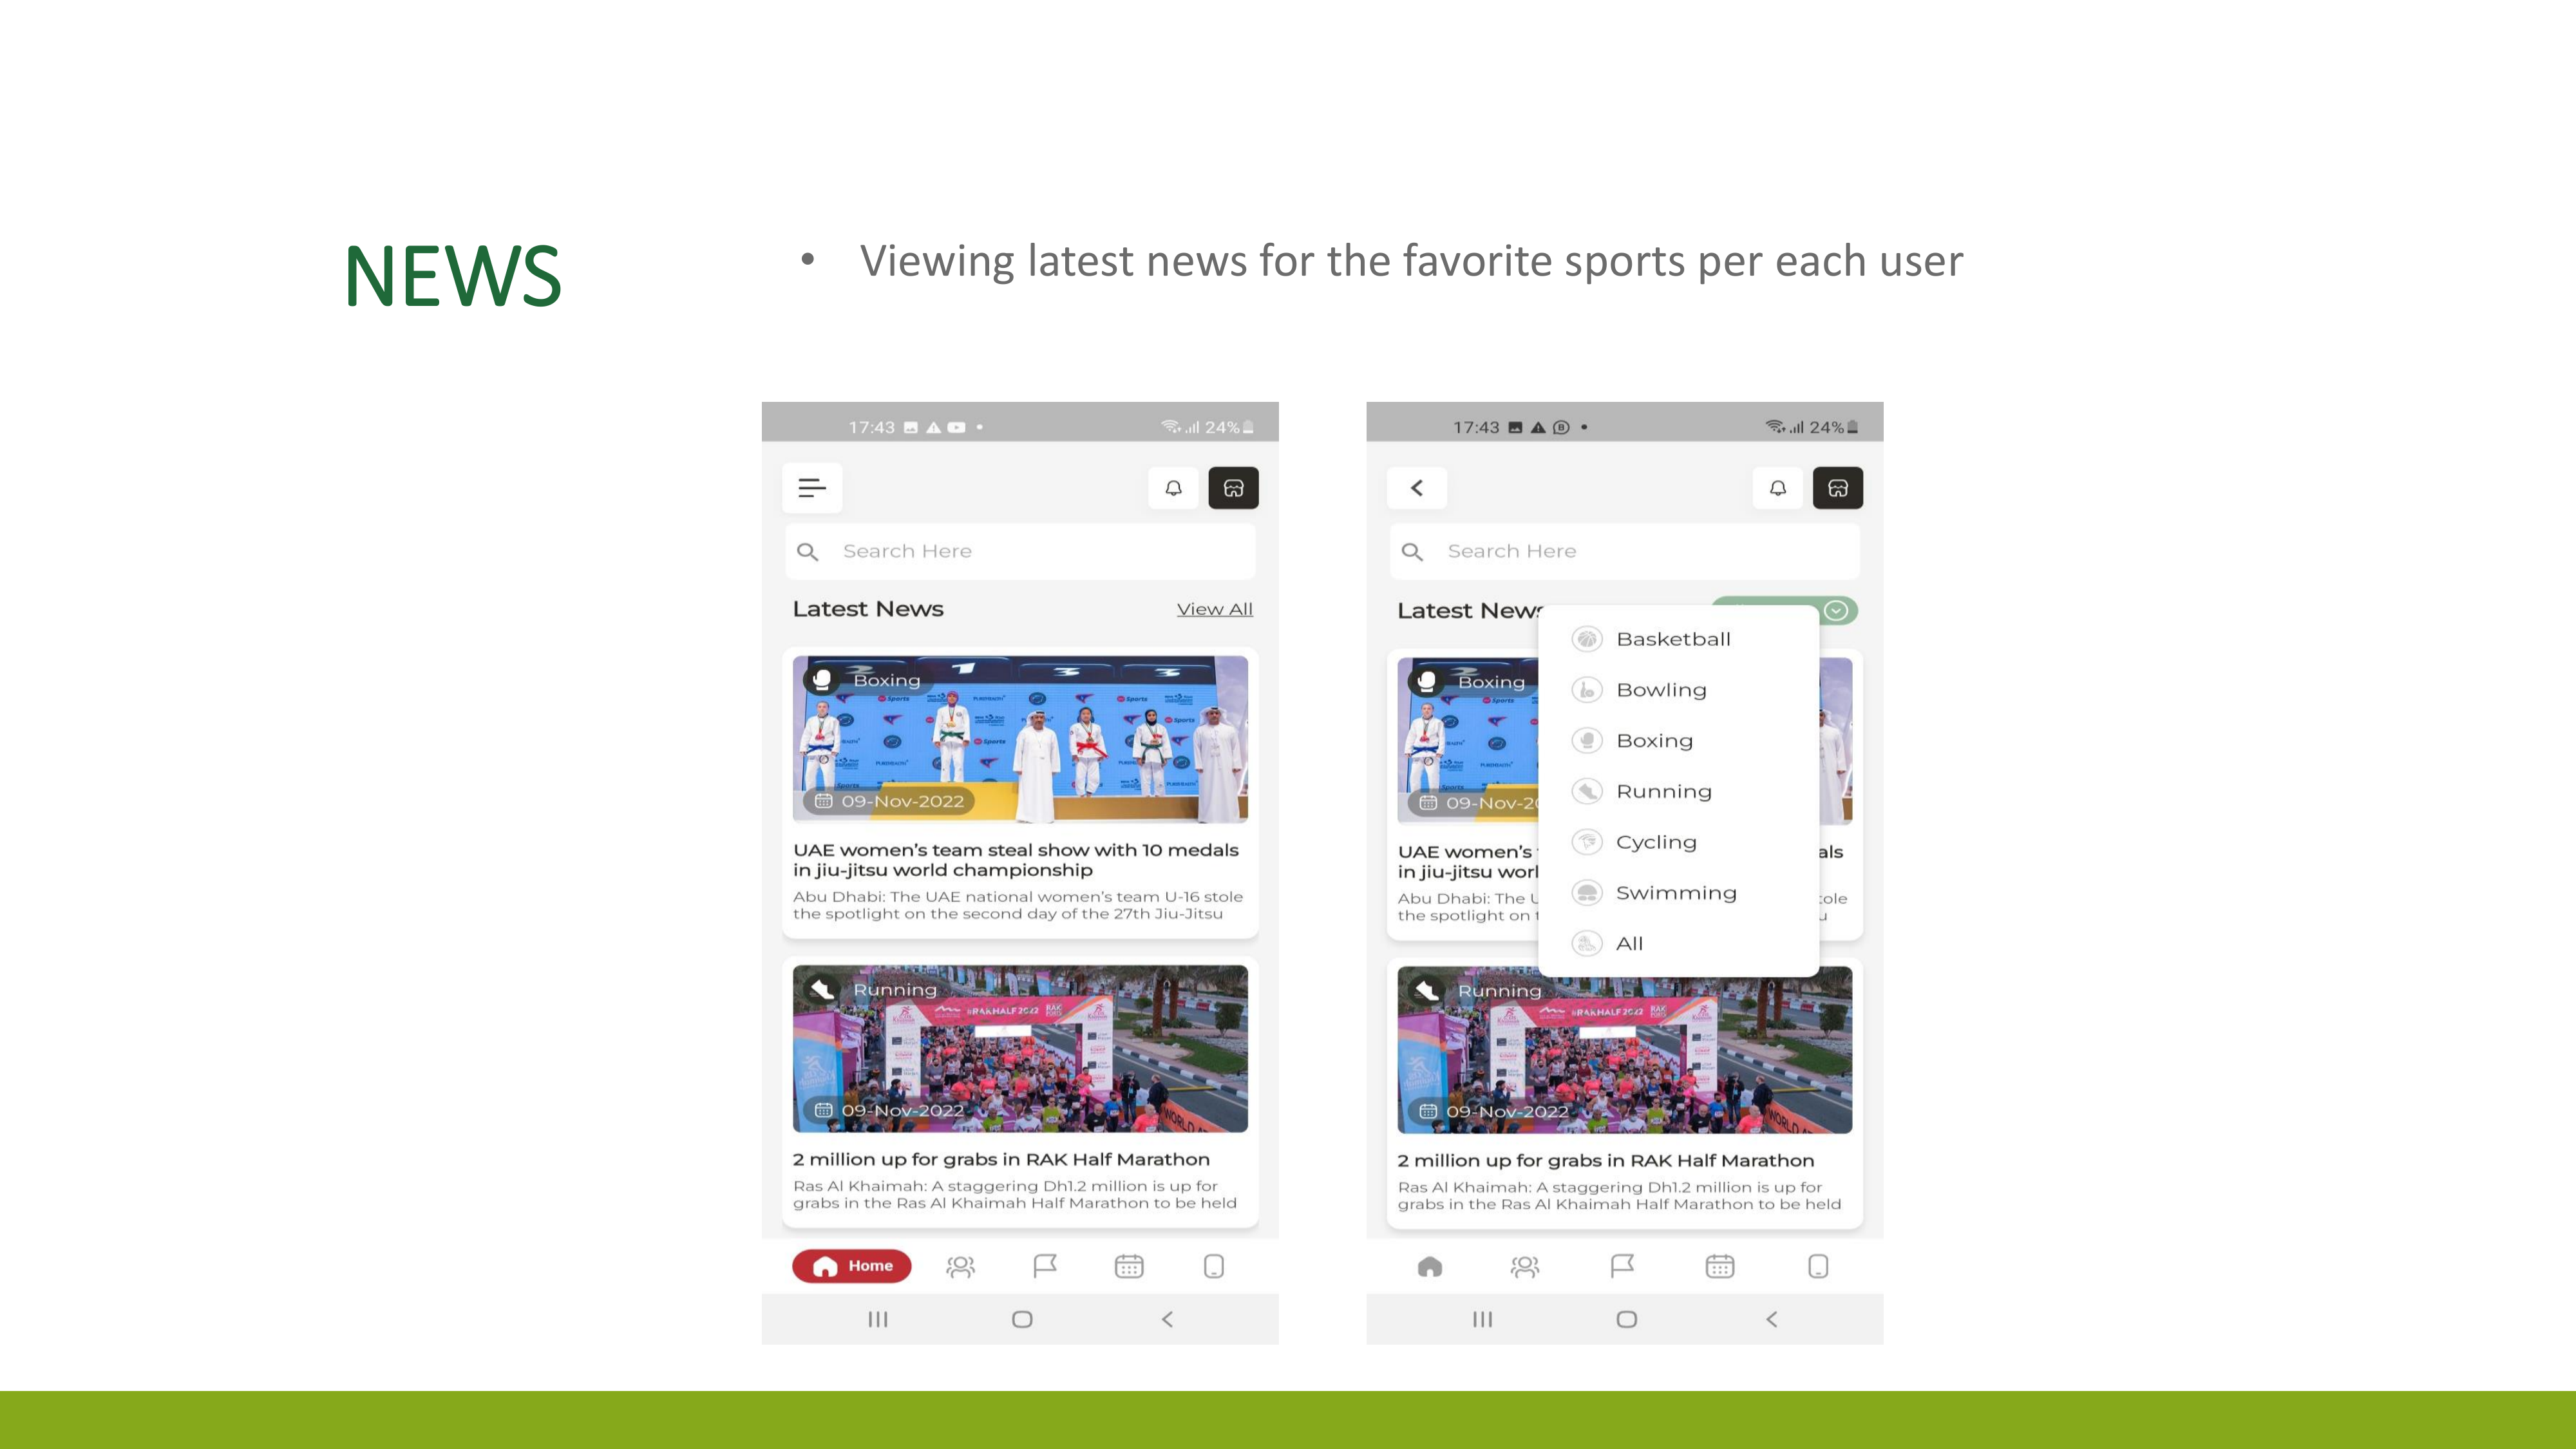 NEWS
• Viewing latest news for the favorite sports per each user
17:43
24%
Search Here
Latest News
View All
Boxing
09-Nov-2022
UAE women's team steal show with 10 medals
in jiu-jitsu world championship
Abu Dhabi: The UAE national women's team U-16 stole
the spotlight on the second day of the 27th Jiu-Jitsu
Running
#RAKHALF2022
09-Nov-2022
2 million up for grabs in RAK Half Marathon
Ras Al Khaimah: A staggering Dh1.2 million is up for
grabs in the Ras Al Khaimah Half Marathon to be held
Home
17:43
24%
Search Here
Latest News
Basketball
Bowling
Boxing
Running
Cycling
Swimming
All
Boxing
09-Nov-20
UAE women's
als
in jiu-jitsu worl
Abu Dhabi: The U
tole
the spotlight on t
u
Running
#RAKHALF2022
09-Nov-2022
2 million up for grabs in RAK Half Marathon
Ras Al Khaimah: A staggering Dh1.2 million is up for
grabs in the Ras Al Khaimah Half Marathon to be held